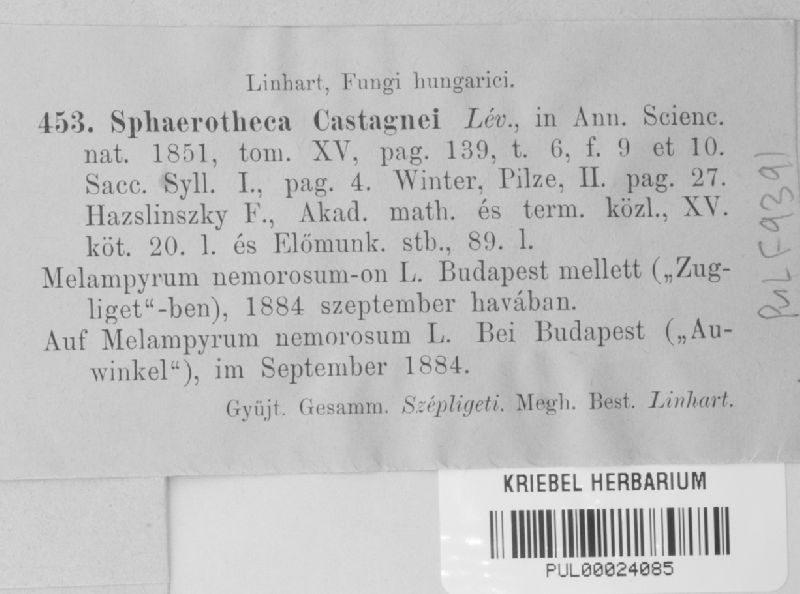 Linhart, Fungi hungarici.
453. Sphaerotheca Castagnei Lév., in Ann. Scienc.
nat. 1851, tom. XV, pag. 139, t. 6, f. 9 et 10.
Sacc. Syll. I., pag. 4. Winter, Pilze, II. pag. 27.
Hazslinszky F., Akad. math. és term. közl., XV.
köt. 20. l. és Előmunk. stb., 89. l.
Melampyrum nemorosum-on L. Budapest mellett („Zug-
liget“-ben), 1884 szeptember havában.
Auf Melampyrum nemorosum L. Bei Budapest („Au-
winkel“), im September 1884.
Gyűjt. Gesamm. Szépligeti. Megh. Best. Linhart.
PUL F9391
KRIEBEL HERBARIUM
PUL00024085